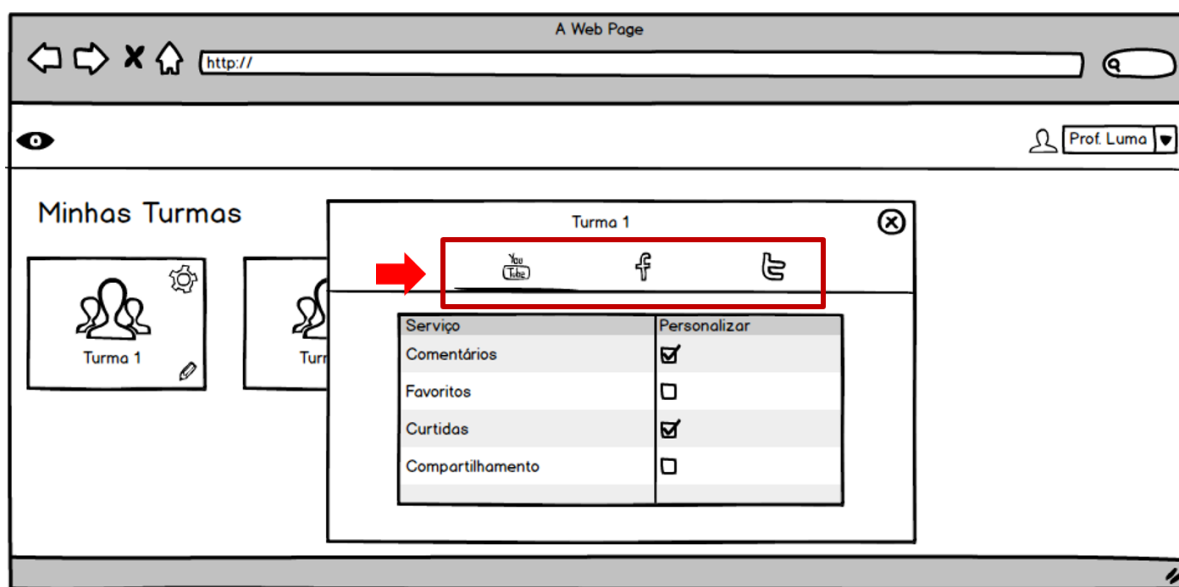 A Web Page
http://
Prof. Luma
Minhas Turmas
Turma 1
Turma 1
You
Tube
Serviço Personalizar
Comentários
Favoritos
Curtidas
Compartilhamento